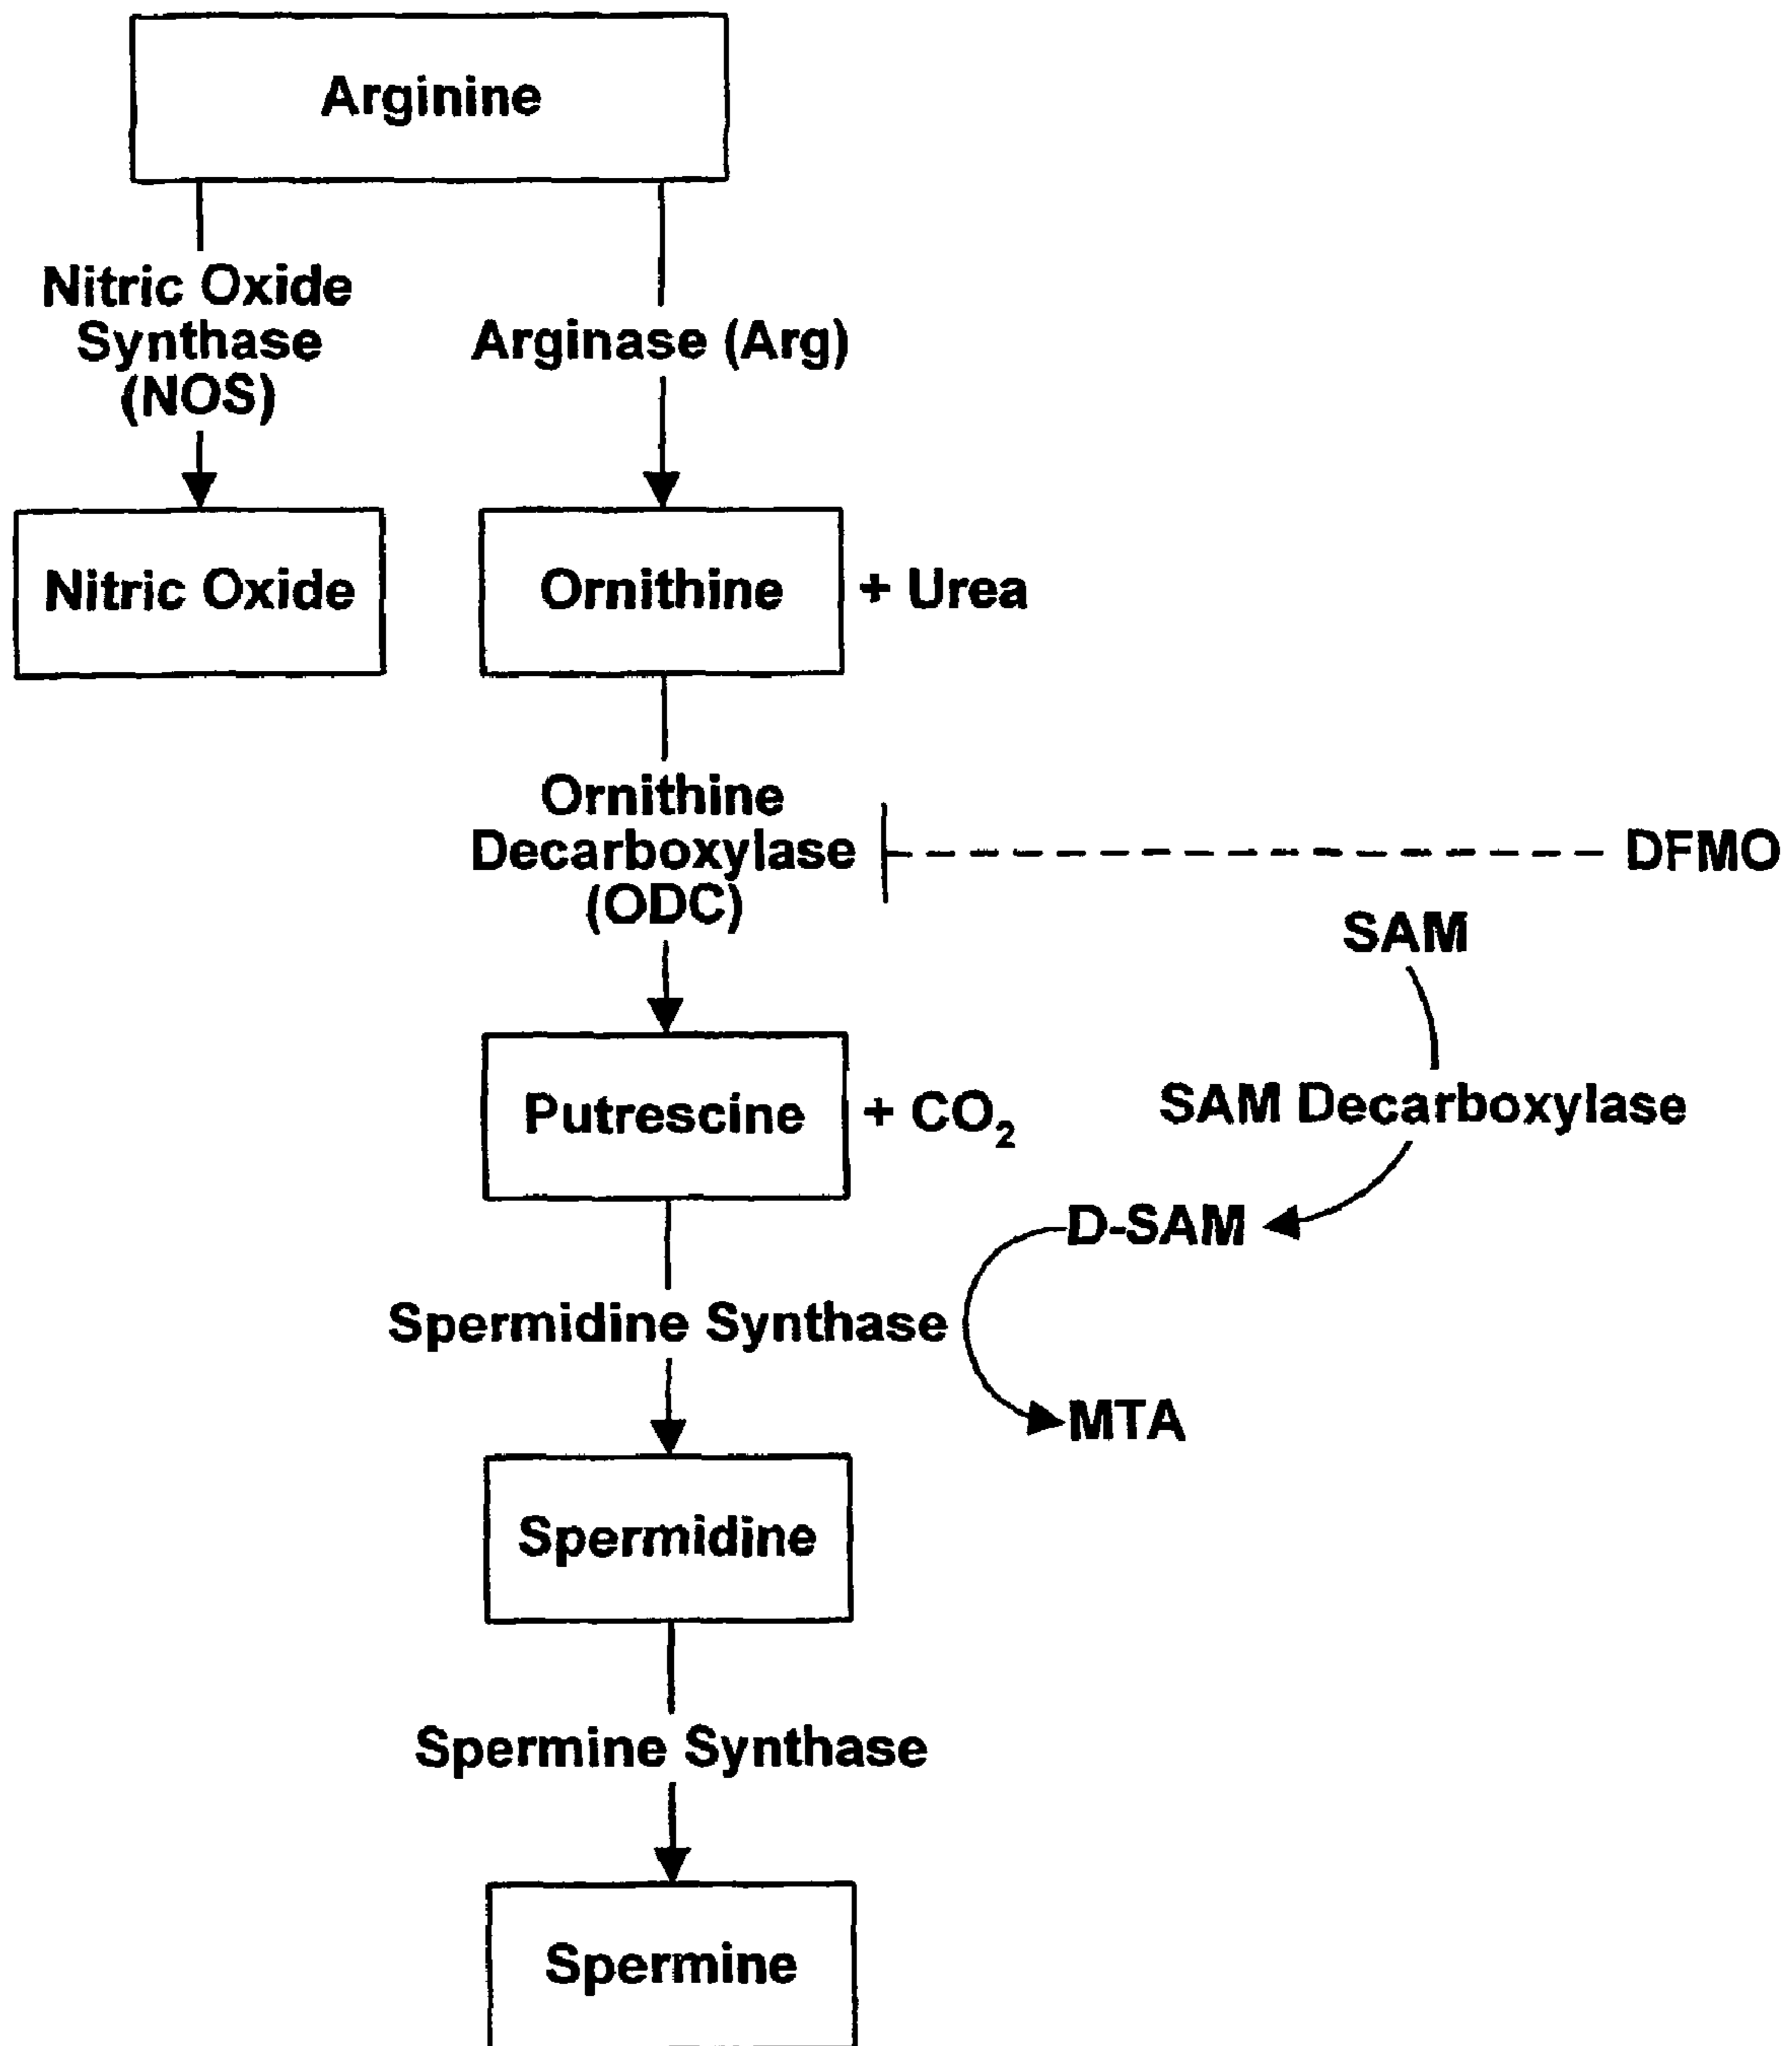 Arginine
Nitric Oxide
Synthase
(NOS)
Arginase (Arg)
Nitric Oxide
Ornithine
+ Urea
Ornithine
Decarboxylase
(ODC)
DFMO
SAM
Putrescine
+ CO₂
SAM Decarboxylase
D-SAM
Spermidine Synthase
MTA
Spermidine
Spermine Synthase
Spermine